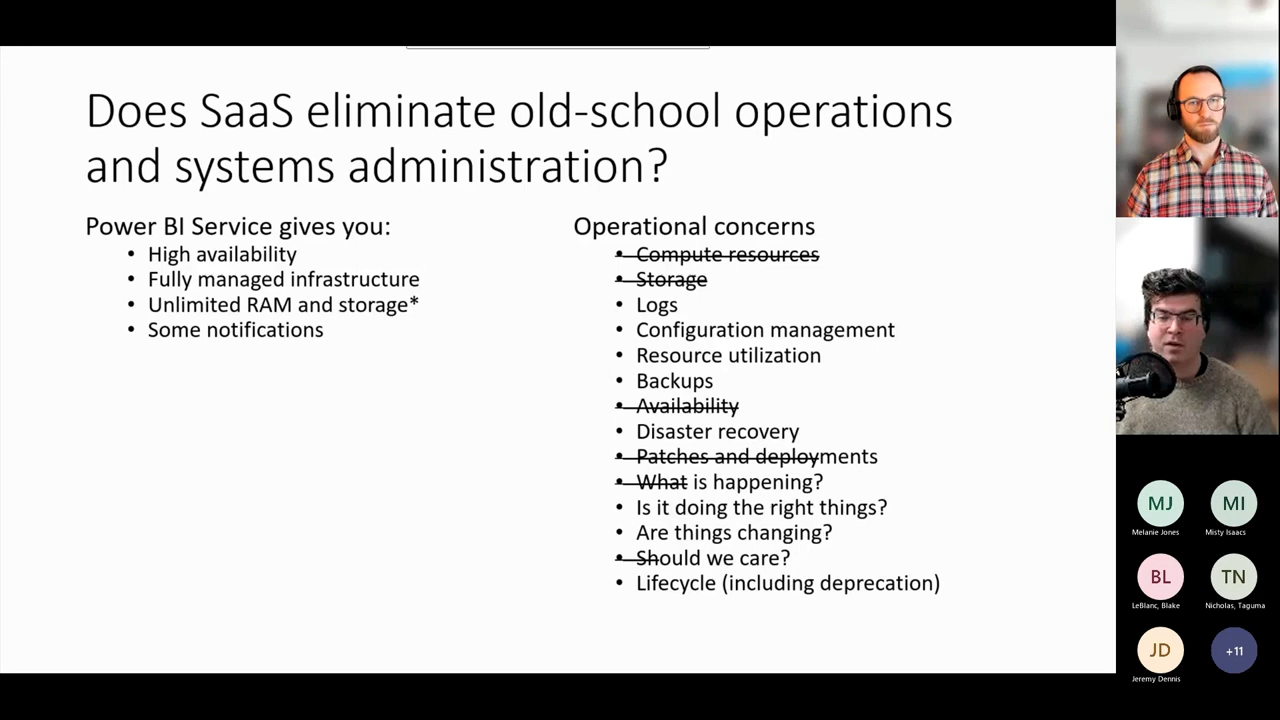 Does SaaS eliminate old-school operations
and systems administration?
Power BI Service gives you:
• High availability
• Fully managed infrastructure
• Unlimited RAM and storage*
• Some notifications
Operational concerns
• Compute resources
• Storage
• Logs
• Configuration management
• Resource utilization
• Backups
• Availability
• Disaster recovery
• Patches and deployments
• What is happening?
• Is it doing the right things?
• Are things changing?
• Should we care?
• Lifecycle (including deprecation)
MJ
Melanie Jones
MI
Misty Isaacs
BL
LeBlanc, Blake
TN
Nicholas, Taguma
JD
Jeremy Dennis
+11